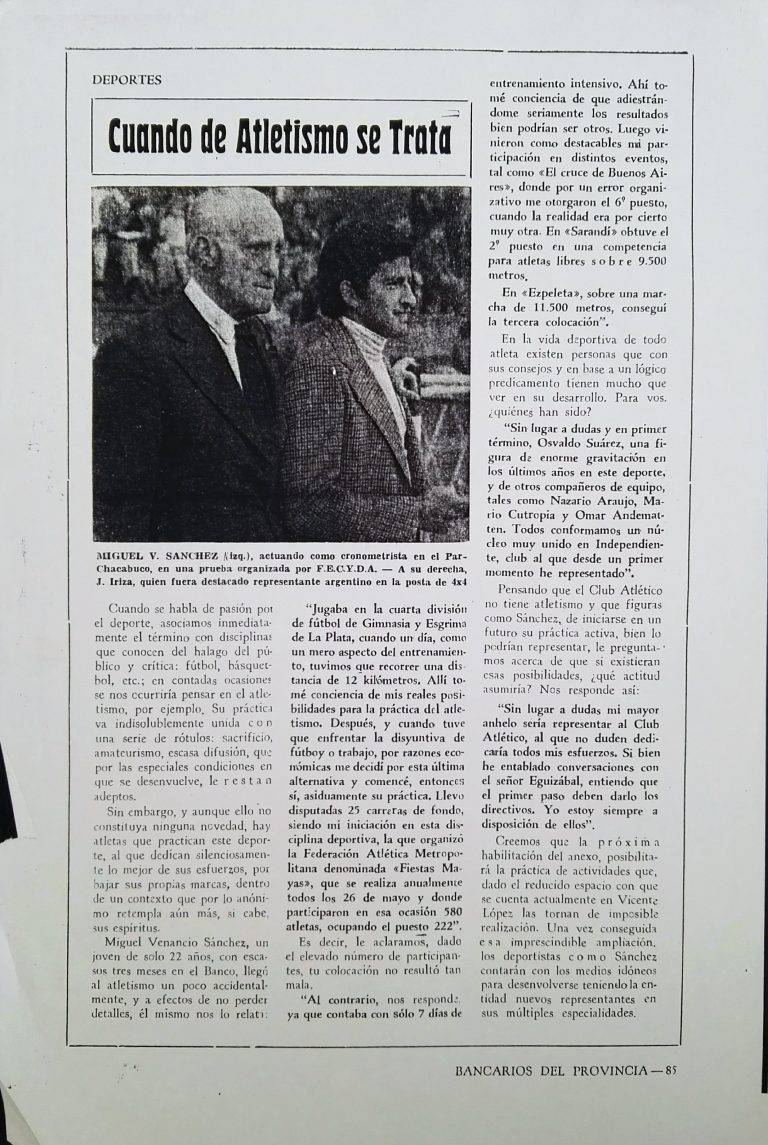 DEPORTES
Cuando de Atletismo se Trata
MIGUEL V. SANCHEZ (izq.), actuando como cronometrista en el Par-
Chacabuco, en una prueba organizada por F.E.C.Y.D.A. — A su derecha,
J. Iriza, quien fuera destacado representante argentino en la posta de 4x4
Cuando se habla de pasión por
el deporte, asociamos inmediata-
mente el término con disciplinas
que conocen del halago del pú-
blico y crítica: fútbol, básquet-
bol, etc.; en contadas ocasiones
se nos ocurriría pensar en el atle-
tismo, por ejemplo. Su práctica
va indisolublemente unida con
una serie de rótulos: sacrificio,
amateurismo, escasa difusión, que
por las especiales condiciones en
que se desenvuelve, le restan
adeptos.
Sin embargo, y aunque ello no
constituya ninguna novedad, hay
atletas que practican este depor-
te, al que dedican silenciosamen-
te lo mejor de sus esfuerzos, por
bajar sus propias marcas, dentro
de un contexto que por lo anóni-
mo retempla aún más, si cabe,
sus espíritus.
Miguel Venancio Sánchez, un
joven de solo 22 años, con esca-
sos tres meses en el Banco, llegó
al atletismo un poco accidental-
mente, y a efectos de no perder
detalles, él mismo nos lo relata:
“Jugaba en la cuarta división
de fútbol de Gimnasia y Esgrima
de La Plata, cuando un día, como
un mero aspecto del entrenamien-
to, tuvimos que recorrer una dis-
tancia de 12 kilómetros. Allí to-
mé conciencia de mis reales posi-
bilidades para la práctica del atle-
tismo. Después, y cuando tuve
que enfrentar la disyuntiva de
fútboy o trabajo, por razones eco-
nómicas me decidí por esta última
alternativa y comencé, entonces
sí, asiduamente su práctica. Llevo
disputadas 25 carreras de fondo,
siendo mi iniciación en esta dis-
ciplina deportiva, la que organizó
la Federación Atlética Metropo-
litana denominada «Fiestas Ma-
yas», que se realiza anualmente
todos los 26 de mayo y donde
participaron en esa ocasión 580
atletas, ocupando el puesto 222”.
Es decir, le aclaramos, dado
el elevado número de participan-
tes, tu colocación no resultó tan
mala.
“Al contrario, nos responde,
ya que contaba con sólo 7 días de
entrenamiento intensivo. Ahí to-
mé conciencia de que adiestrán-
dome seriamente los resultados
bien podrían ser otros. Luego vi-
nieron como destacables mi par-
ticipación en distintos eventos,
tal como «El cruce de Buenos Ai-
res», donde por un error organi-
zativo me otorgaron el 6º puesto,
cuando la realidad era por cierto
muy otra. En «Sarandí» obtuve el
2º puesto en una competencia
para atletas libres sobre 9.500
metros.
En «Ezpeleta», sobre una mar-
cha de 11.500 metros, conseguí
la tercera colocación”.
En la vida deportiva de todo
atleta existen personas que con
sus consejos y en base a un lógico
predicamento tienen mucho que
ver en su desarrollo. Para vos.
¿quiénes han sido?
“Sin lugar a dudas y en primer
término, Osvaldo Suárez, una fi-
gura de enorme gravitación en
los últimos años en este deporte,
y de otros compañeros de equipo,
tales como Nazario Araujo, Ma-
rio Cutropia y Omar Andemat-
ten. Todos conformamos un nú-
cleo muy unido en Independien-
te, club al que desde un primer
momento he representado”.
Pensando que el Club Atlético
no tiene atletismo y que figuras
como Sánchez, de iniciarse en un
futuro su práctica activa, bien lo
podrían representar, le pregunta-
mos acerca de que si existieran
esas posibilidades, ¿qué actitud
asumiría? Nos responde así:
“Sin lugar a dudas mi mayor
anhelo sería representar al Club
Atlético, al que no duden dedi-
caría todos mis esfuerzos. Si bien
he entablado conversaciones con
el señor Eguizábal, entiendo que
el primer paso deben darlo los
directivos. Yo estoy siempre a
disposición de ellos”.
Creemos que la próxima
habilitación del anexo, posibilita-
rá la práctica de actividades que,
dado el reducido espacio con que
se cuenta actualmente en Vicente
López las tornan de imposible
realización. Una vez conseguida
esa imprescindible ampliación,
los deportistas como Sánchez
contarán con los medios idóneos
para desenvolverse teniendo la en-
tidad nuevos representantes en
sus múltiples especialidades.
BANCARIOS DEL PROVINCIA — 85